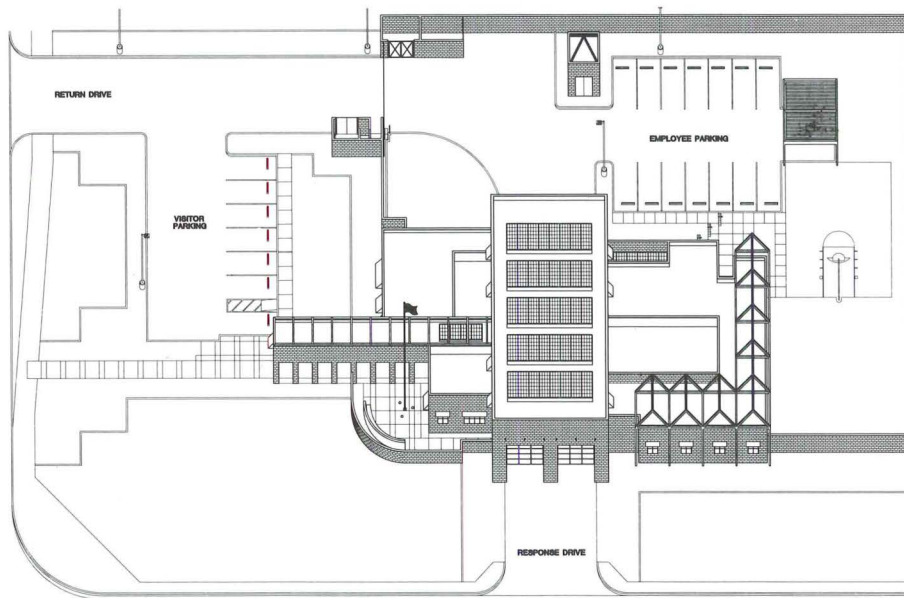 RETURN DRIVE
EMPLOYEE PARKING
VISITOR
PARKING
RESPONSE DRIVE